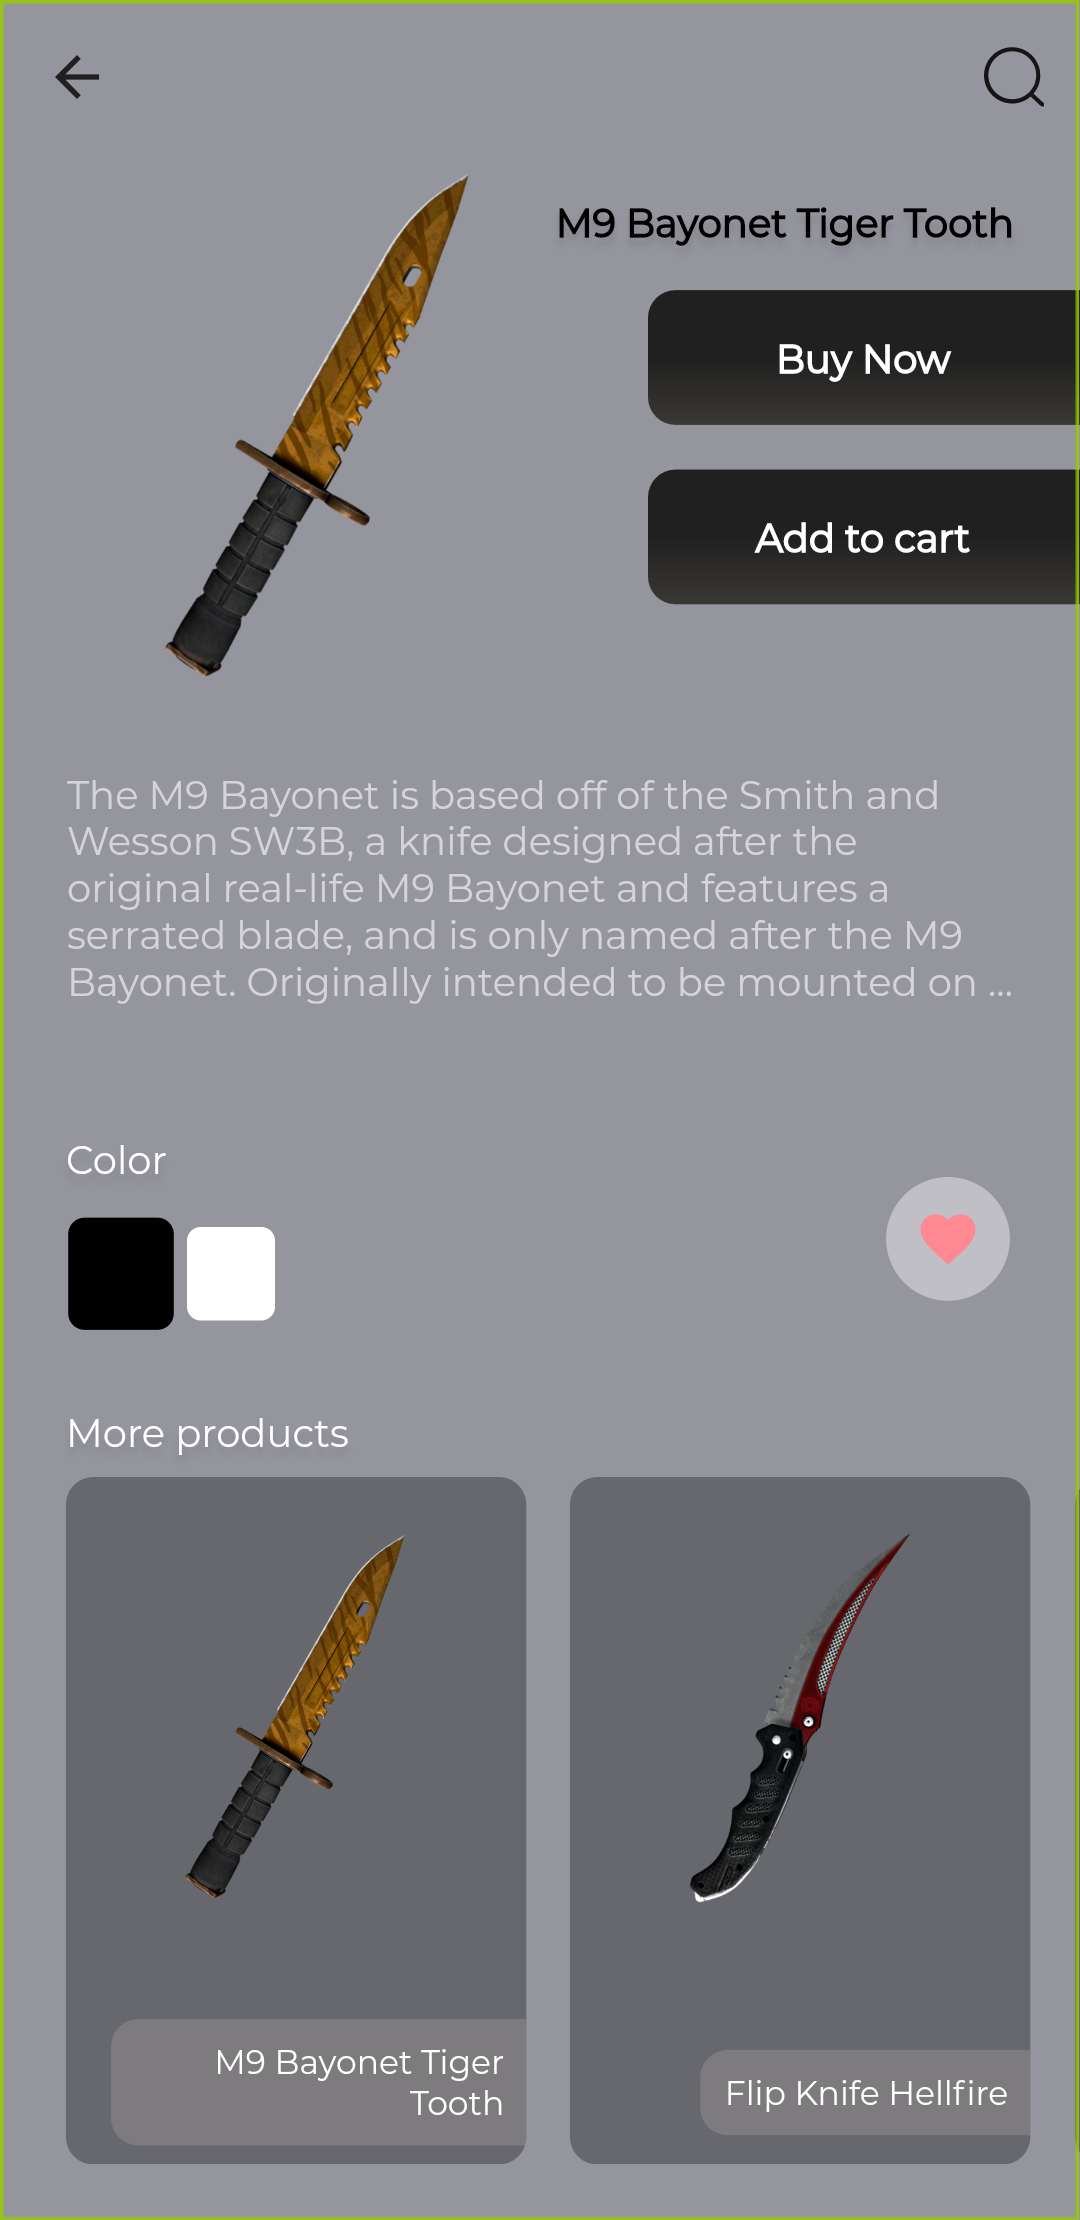 M9 Bayonet Tiger Tooth
Buy Now
Add to cart
The M9 Bayonet is based off of the Smith and
Wesson SW3B, a knife designed after the
original real-life M9 Bayonet and features a
serrated blade, and is only named after the M9
Bayonet. Originally intended to be mounted on ...
Color
More products
M9 Bayonet Tiger
Tooth
Flip Knife Hellfire